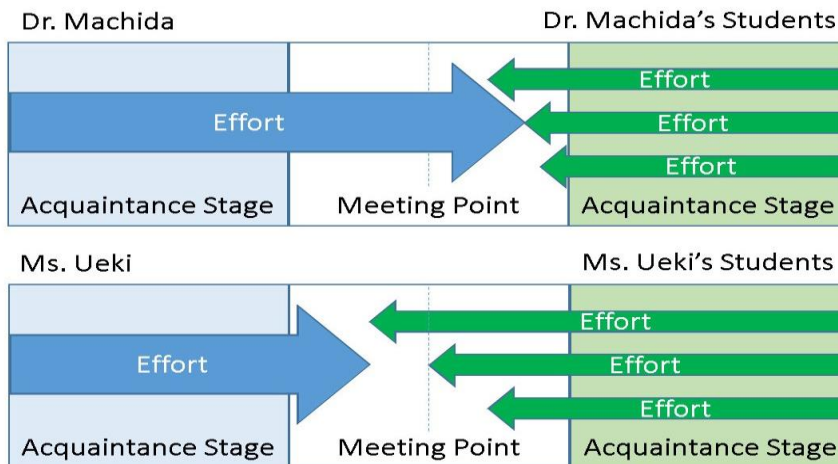 Dr. Machida
Dr. Machida's Students
Effort
Effort
Effort
Effort
Acquaintance Stage
Meeting Point
Acquaintance Stage
Ms. Ueki
Ms. Ueki's Students
Effort
Effort
Effort
Effort
Acquaintance Stage
Meeting Point
Acquaintance Stage